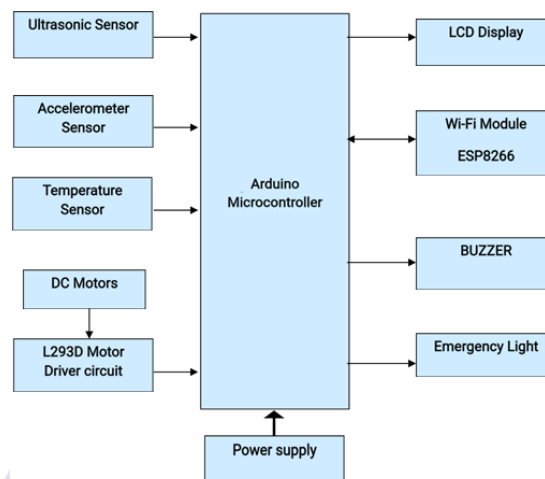 Ultrasonic Sensor
Accelerometer
Sensor
Temperature
Sensor
DC Motors
L293D Motor
Driver circuit
Arduino
Microcontroller
Power supply
LCD Display
Wi-Fi Module
ESP8266
BUZZER
Emergency Light